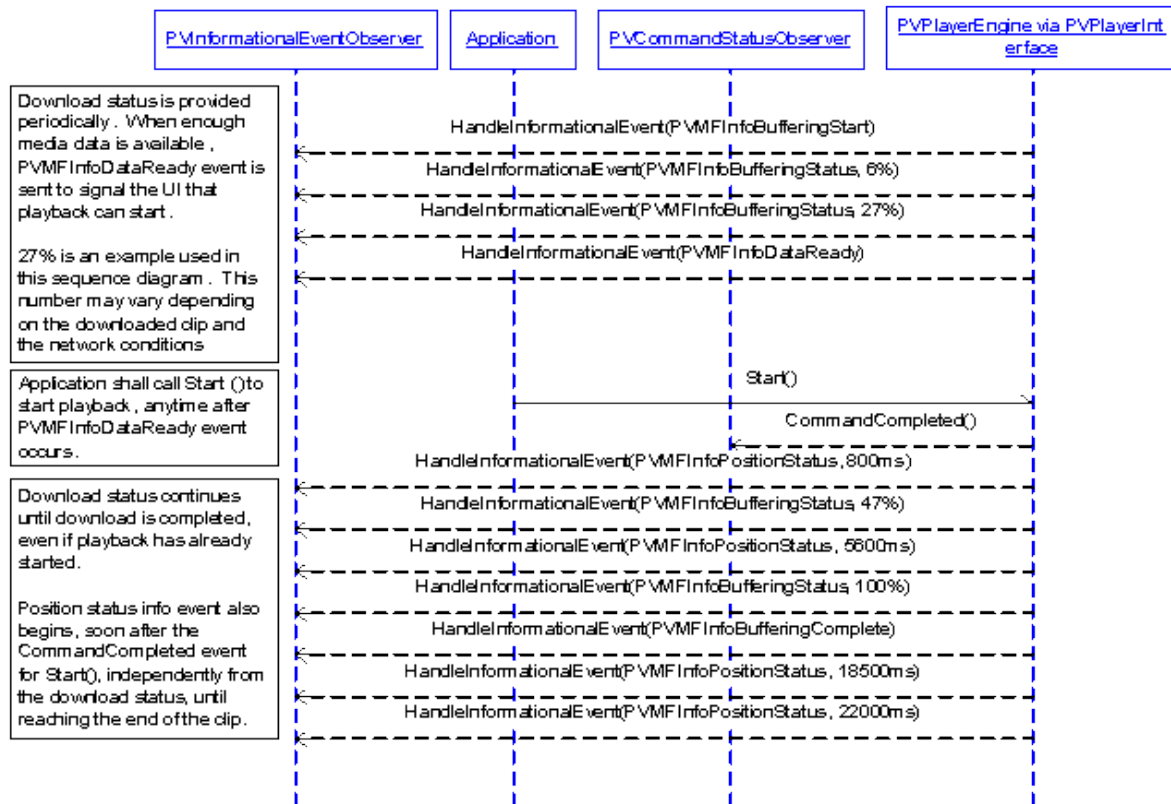 PVInformationalEventObserver
Application
PVCommandStatusObserver
PVPlayerEngine via PVPlayerInt
erface
Download status is provided
periodically . When enough
media data is available ,
PVMFInfoDataReady event is
sent to signal the UI that
playback can start .
27% is an example used in
this sequence diagram . This
number may vary depending
on the downloaded clip and
the network conditions
HandleInformationalEvent(PVMFInfoBufferingStart)
HandleInformationalEvent(PVMFInfoBufferingStatus, 6%)
HandleInformationalEvent(PVMFInfoBufferingStatus, 27%)
HandleInformationalEvent(PVMFInfoDataReady)
Application shall call Start () to
start playback , anytime after
PVMFInfoDataReady event
occurs .
Start()
CommandCompleted()
HandleInformationalEvent(PVMFInfoPositionStatus, 800ms)
Download status continues
until download is completed,
even if playback has already
started.
Position status info event also
begins, soon after the
CommandCompleted event
for Start(), independently from
the download status, until
reaching the end of the clip.
HandleInformationalEvent(PVMFInfoBufferingStatus, 47%)
HandleInformationalEvent(PVMFInfoPositionStatus, 5600ms)
HandleInformationalEvent(PVMFInfoBufferingStatus, 100%)
HandleInformationalEvent(PVMFInfoBufferingComplete)
HandleInformationalEvent(PVMFInfoPositionStatus, 18500ms)
HandleInformationalEvent(PVMFInfoPositionStatus, 22000ms)